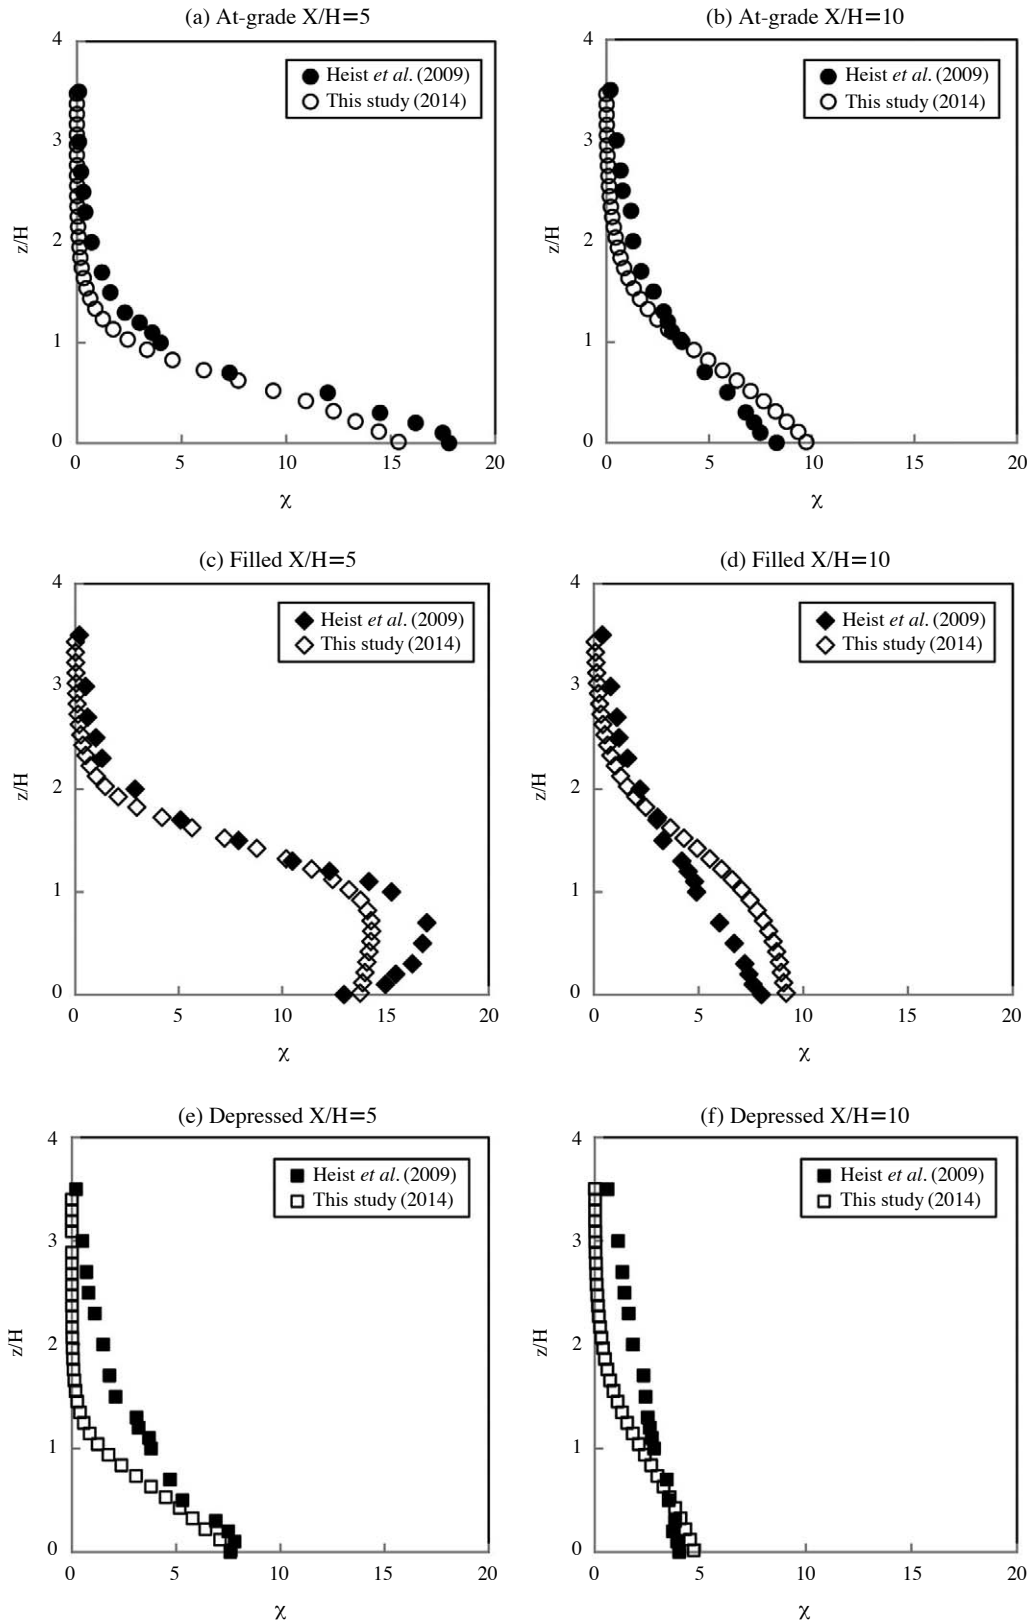 (a) At-grade X/H=5
4
3
2
1
0
z/H
Heist et al. (2009)
This study (2014)
0 5 10 15 20
χ
(b) At-grade X/H=10
4
3
2
1
0
z/H
Heist et al. (2009)
This study (2014)
0 5 10 15 20
χ
(c) Filled X/H=5
4
3
2
1
0
z/H
Heist et al. (2009)
This study (2014)
0 5 10 15 20
χ
(d) Filled X/H=10
4
3
2
1
0
z/H
Heist et al. (2009)
This study (2014)
0 5 10 15 20
χ
(e) Depressed X/H=5
4
3
2
1
0
z/H
Heist et al. (2009)
This study (2014)
0 5 10 15 20
χ
(f) Depressed X/H=10
4
3
2
1
0
z/H
Heist et al. (2009)
This study (2014)
0 5 10 15 20
χ